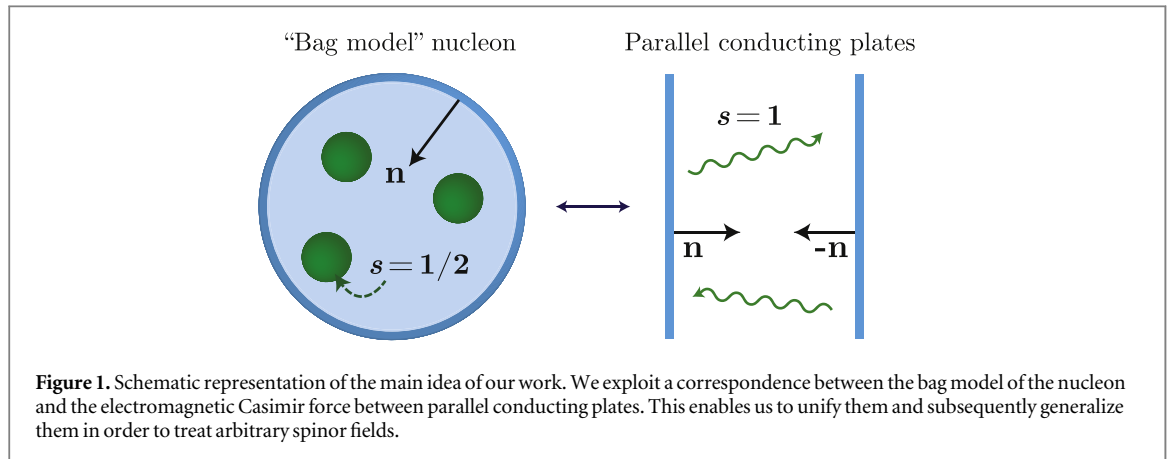 “Bag model” nucleon
Parallel conducting plates
s = 1
n
n
-n
s = 1/2
Figure 1. Schematic representation of the main idea of our work. We exploit a correspondence between the bag model of the nucleon
and the electromagnetic Casimir force between parallel conducting plates. This enables us to unify them and subsequently generalize
them in order to treat arbitrary spinor fields.